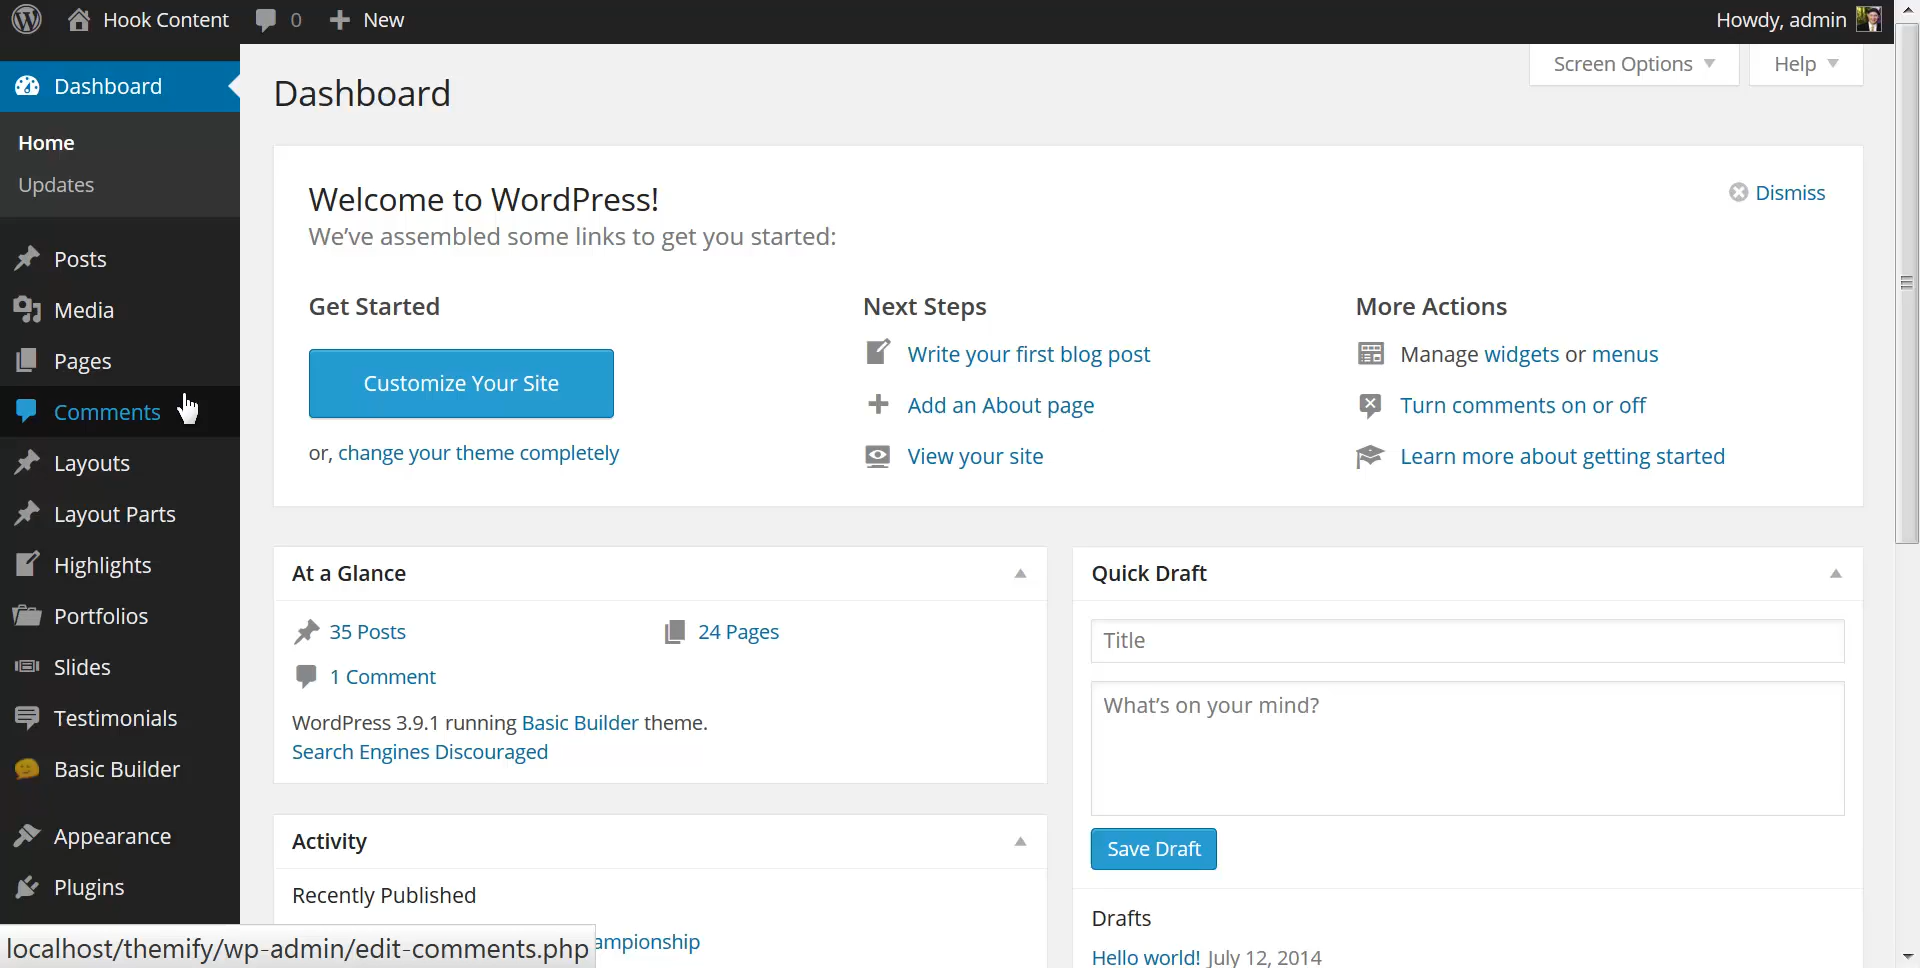 Hook Content 0 New Howdy, admin
Screen Options Help
Dashboard
Home
Updates
Posts
Media
Pages
Comments
Layouts
Layout Parts
Highlights
Portfolios
Slides
Testimonials
Basic Builder
Appearance
Plugins
Dashboard
Welcome to WordPress!
Dismiss
We've assembled some links to get you started:
Get Started
Customize Your Site
or, change your theme completely
Next Steps
Write your first blog post
Add an About page
View your site
More Actions
Manage widgets or menus
Turn comments on or off
Learn more about getting started
At a Glance
35 Posts 24 Pages
1 Comment
WordPress 3.9.1 running Basic Builder theme.
Search Engines Discouraged
Activity
Recently Published
Quick Draft
Title
What's on your mind?
Save Draft
Drafts
Hello world! July 12, 2014
localhost/themify/wp-admin/edit-comments.php